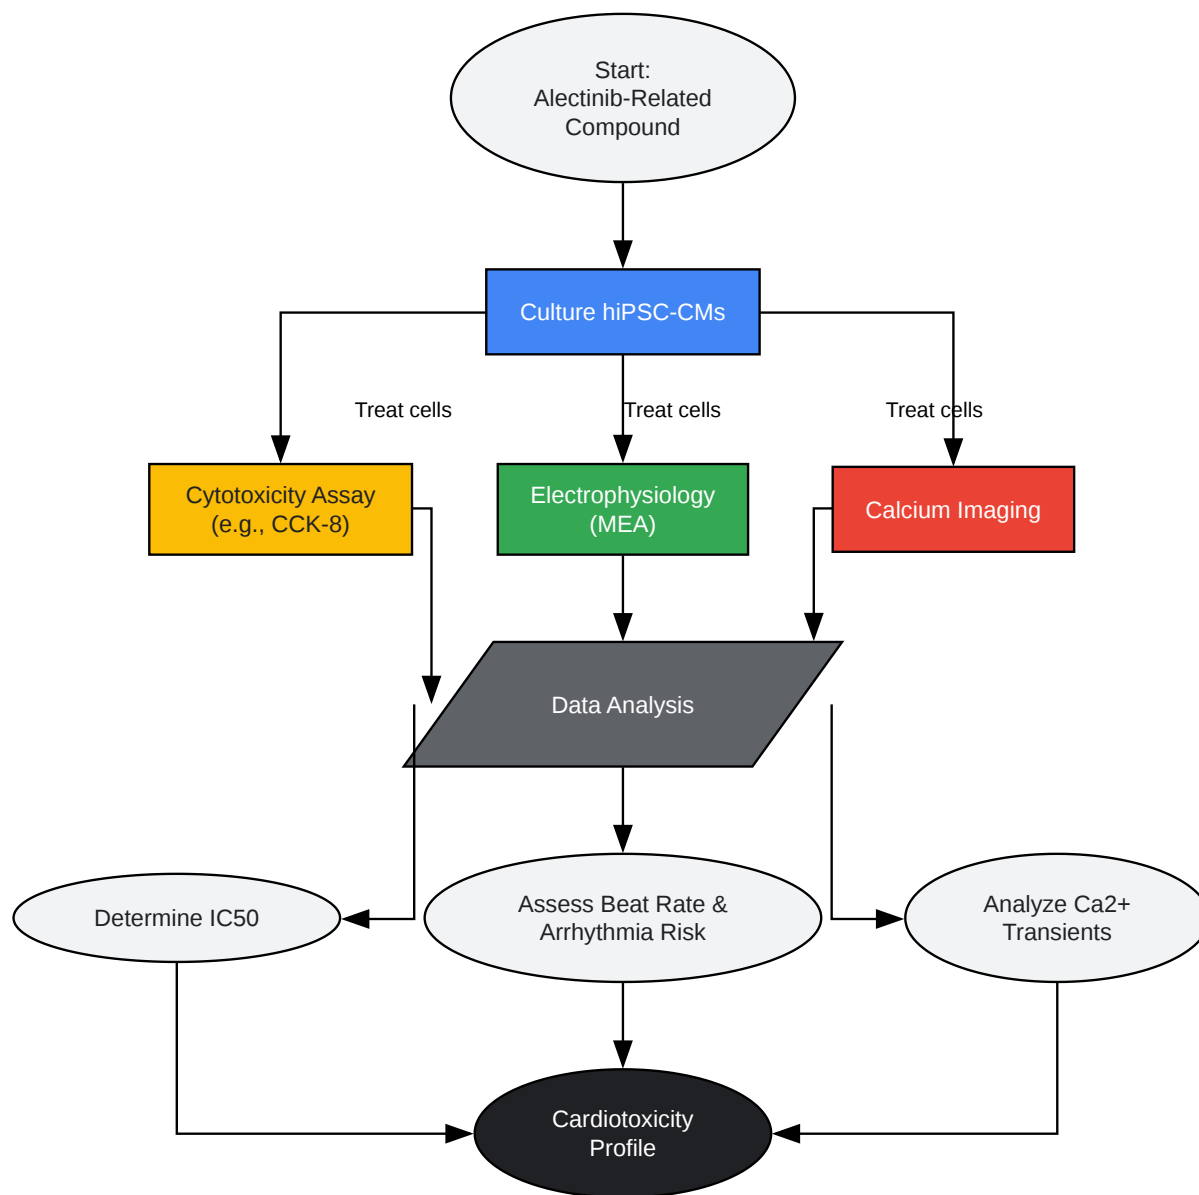 Start:
Alectinib-Related
Compound
Culture hiPSC-CMs
Treat cells
Treat cells
Treat cells
Cytotoxicity Assay
(e.g., CCK-8)
Electrophysiology
(MEA)
Calcium Imaging
Data Analysis
Determine IC50
Assess Beat Rate &
Arrhythmia Risk
Analyze Ca2+
Transients
Cardiotoxicity
Profile